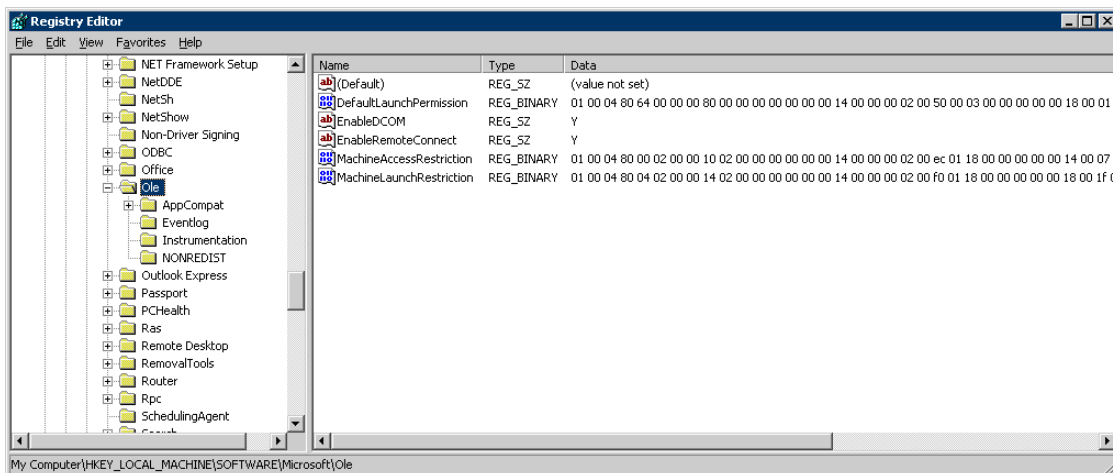 Registry Editor
File Edit View Favorites Help
NET Framework Setup
NetDDE
NetSh
NetShow
Non-Driver Signing
ODBC
Office
Ole
AppCompat
Eventlog
Instrumentation
NONREDIST
Outlook Express
Passport
PCHealth
Ras
Remote Desktop
RemovalTools
Router
Rpc
SchedulingAgent
Name Type Data
(Default) REG_SZ (value not set)
DefaultLaunchPermission REG_BINARY 01 00 04 80 64 00 00 00 80 00 00 00 00 00 00 00 14 00 00 00 02 00 50 00 03 00 00 00 00 00 18 00 01
EnableDCOM REG_SZ Y
EnableRemoteConnect REG_SZ Y
MachineAccessRestriction REG_BINARY 01 00 04 80 00 02 00 00 10 02 00 00 00 00 00 00 14 00 00 00 02 00 ec 01 18 00 00 00 00 00 14 00 07
MachineLaunchRestriction REG_BINARY 01 00 04 80 04 02 00 00 14 02 00 00 00 00 00 00 14 00 00 00 02 00 f0 01 18 00 00 00 00 00 18 00 1f
My Computer\HKEY_LOCAL_MACHINE\SOFTWARE\Microsoft\Ole